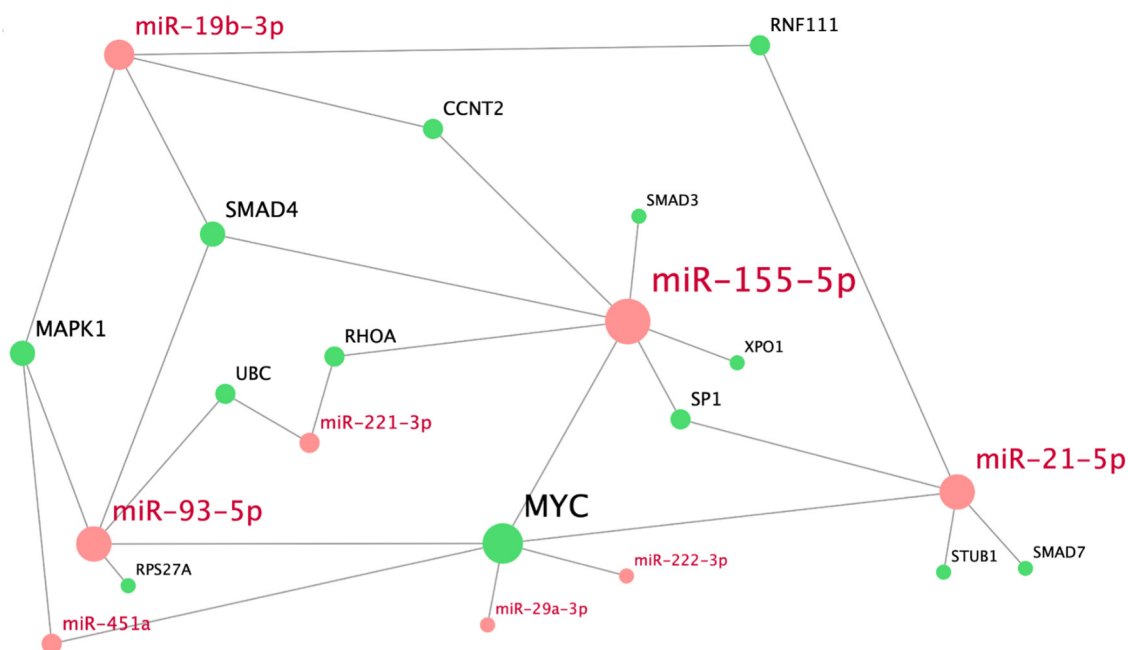 miR-19b-3p
RNF111
CCNT2
SMAD4
SMAD3
miR-155-5p
MAPK1
RHOA
XPO1
UBC
SP1
miR-221-3p
miR-21-5p
miR-93-5p
MYC
RPS27A
miR-222-3p
STUB1
SMAD7
miR-29a-3p
miR-451a